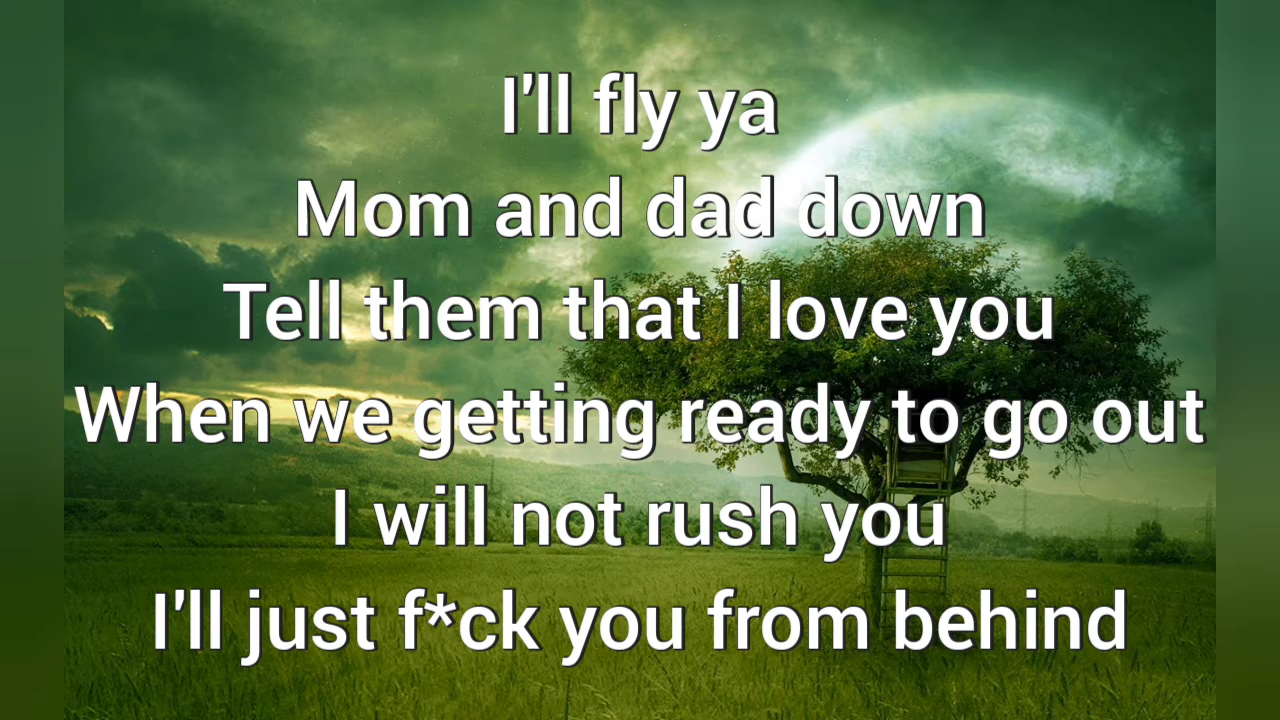 I'll fly ya
Mom and dad down
Tell them that I love you
When we getting ready to go out
I will not rush you
I'll just f*ck you from behind